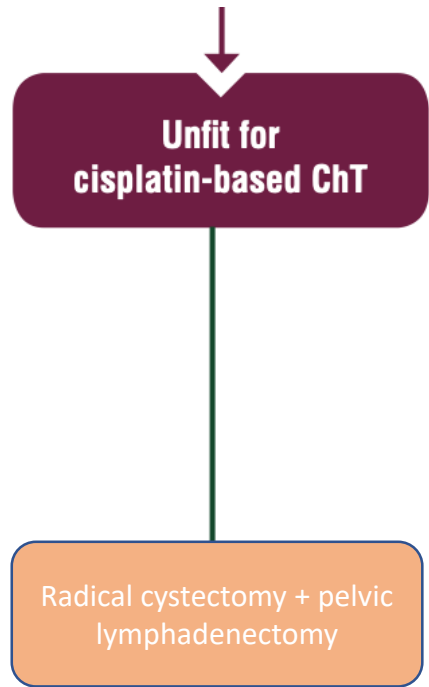 Unfit for
cisplatin-based ChT
Radical cystectomy + pelvic
lymphadenectomy